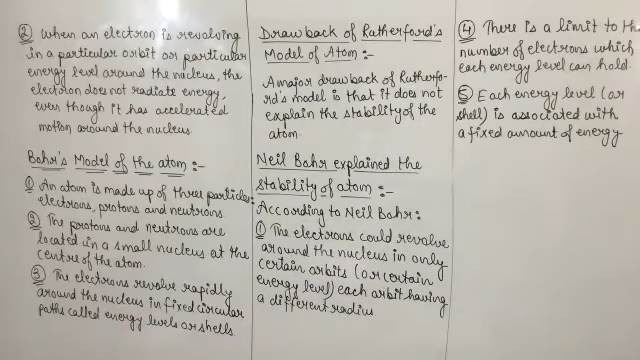 ② When an electron is revolving
in a particular orbit or particular
energy level around the nucleus, the
electron does not radiate energy,
even though it has accelerated
motion around the nucleus.
Bohr's Model of the atom :-
① An atom is made up of three particles:
electrons, protons and neutrons.
② The protons and neutrons are
located in a small nucleus at the
centre of the atom.
③ The electrons revolve rapidly
around the nucleus in fixed circular
paths called energy levels or shells.
Drawback of Rutherford's
Model of Atom :-
A major drawback of Rutherfo-
rd's model is that it does not
explain the stability of the
atom.
Neil Bohr explained the
stability of atom :-
According to Neil Bohr:
① The electrons could revolve
around the nucleus in only
certain orbits (or certain
energy level) each orbit having
a different radius
④ There is a limit to th
number of electrons which
each energy level can hold.
⑤ Each energy level (or
shell) is associated with
a fixed amount of energy